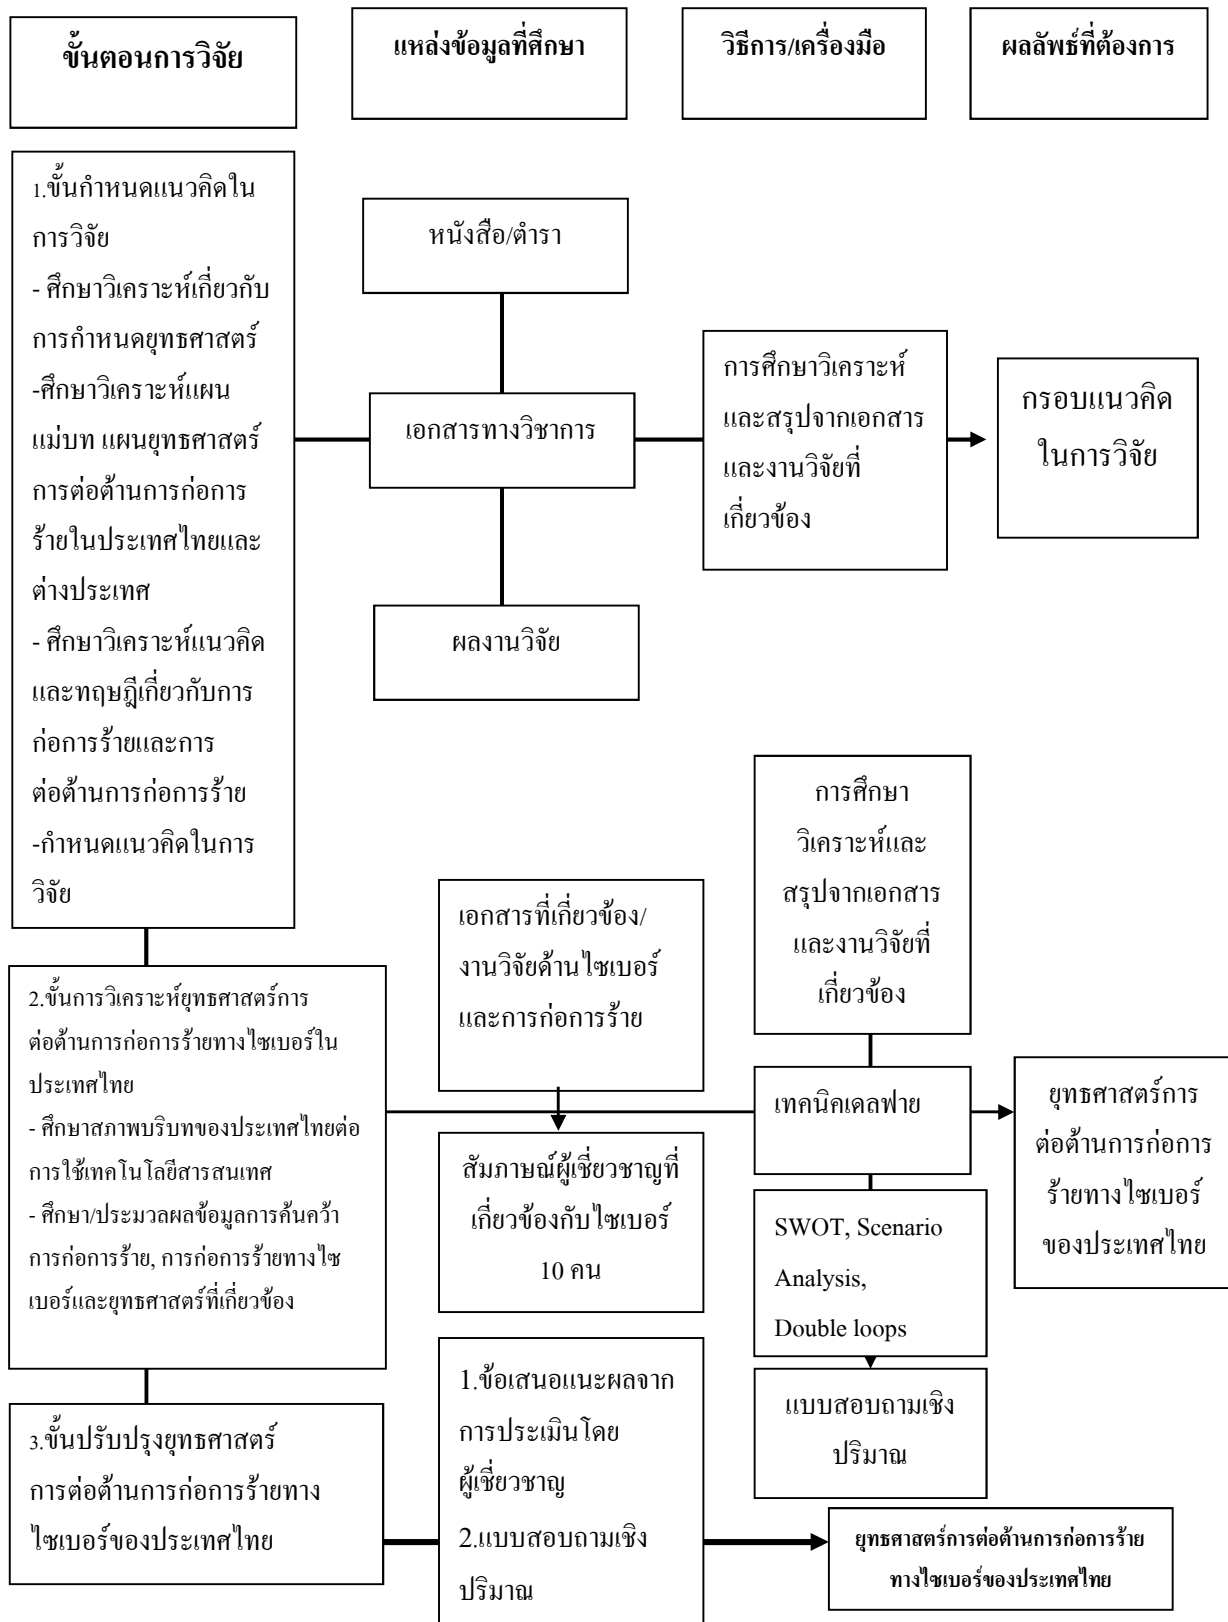 ขั้นตอนการวิจัย
แหล่งข้อมูลที่ศึกษา
วิธีการ/เครื่องมือ
ผลลัพธ์ที่ต้องการ
1.ขั้นกำหนดแนวคิดใน
การวิจัย
- ศึกษาวิเคราะห์เกี่ยวกับ
การกำหนดยุทธศาสตร์
-ศึกษาวิเคราะห์แผน
แม่บท แผนยุทธศาสตร์
การต่อต้านการก่อการ
ร้ายในประเทศไทยและ
ต่างประเทศ
- ศึกษาวิเคราะห์แนวคิด
และทฤษฎีเกี่ยวกับการ
ก่อการร้ายและการ
ต่อต้านการก่อการร้าย
-กำหนดแนวคิดในการ
วิจัย
หนังสือ/ตำรา
เอกสารทางวิชาการ
ผลงานวิจัย
การศึกษาวิเคราะห์
และสรุปจากเอกสาร
และงานวิจัยที่
เกี่ยวข้อง
กรอบแนวคิด
ในการวิจัย
2.ขั้นการวิเคราะห์ยุทธศาสตร์การ
ต่อต้านการก่อการร้ายทางไซเบอร์ใน
ประเทศไทย
- ศึกษาสภาพบริบทของประเทศไทยต่อ
การใช้เทคโนโลยีสารสนเทศ
- ศึกษา/ประมวลผลข้อมูลการค้นคว้า
การก่อการร้าย, การก่อการร้ายทางไซ
เบอร์และยุทธศาสตร์ที่เกี่ยวข้อง
เอกสารที่เกี่ยวข้อง/
งานวิจัยด้านไซเบอร์
และการก่อการร้าย
สัมภาษณ์ผู้เชี่ยวชาญที่
เกี่ยวข้องกับไซเบอร์
10 คน
การศึกษา
วิเคราะห์และ
สรุปจากเอกสาร
และงานวิจัยที่
เกี่ยวข้อง
เทคนิคเดลฟาย
SWOT, Scenario
Analysis,
Double loops
แบบสอบถามเชิง
ปริมาณ
ยุทธศาสตร์การ
ต่อต้านการก่อการ
ร้ายทางไซเบอร์
ของประเทศไทย
3.ขั้นปรับปรุงยุทธศาสตร์
การต่อต้านการก่อการร้ายทาง
ไซเบอร์ของประเทศไทย
1.ข้อเสนอแนะผลจาก
การประเมินโดย
ผู้เชี่ยวชาญ
2.แบบสอบถามเชิง
ปริมาณ
ยุทธศาสตร์การต่อต้านการก่อการร้าย
ทางไซเบอร์ของประเทศไทย